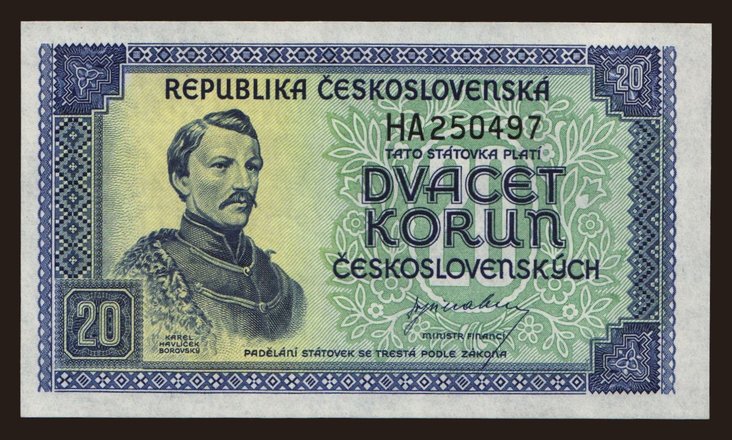 20
REPUBLIKA ČESKOSLOVENSKÁ
HA250497
TATO STÁTOVKA PLATÍ
DVACET
KORUN
ČESKOSLOVENSKÝCH
20
KAREL
HAVLÍČEK
BOROVSKÝ
MINISTR FINANCÍ
PADĚLÁNÍ STÁTOVEK SE TRESTÁ PODLE ZÁKONA
20